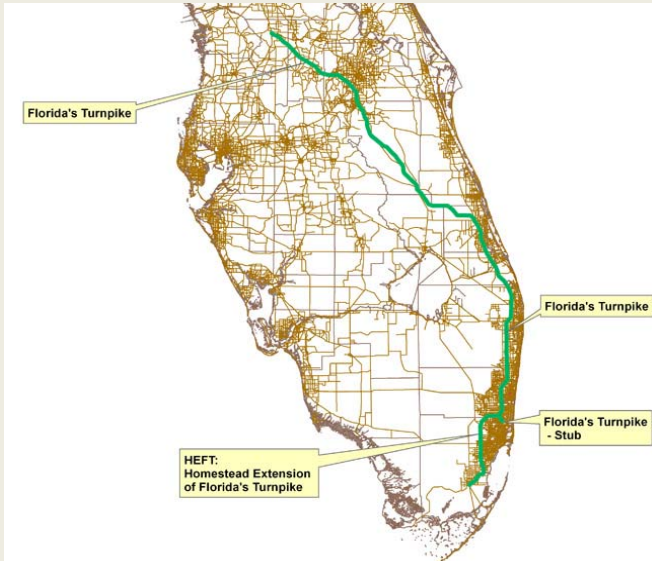 Florida's Turnpike
Florida's Turnpike
Florida's Turnpike
- Stub
HEFT:
Homestead Extension
of Florida's Turnpike